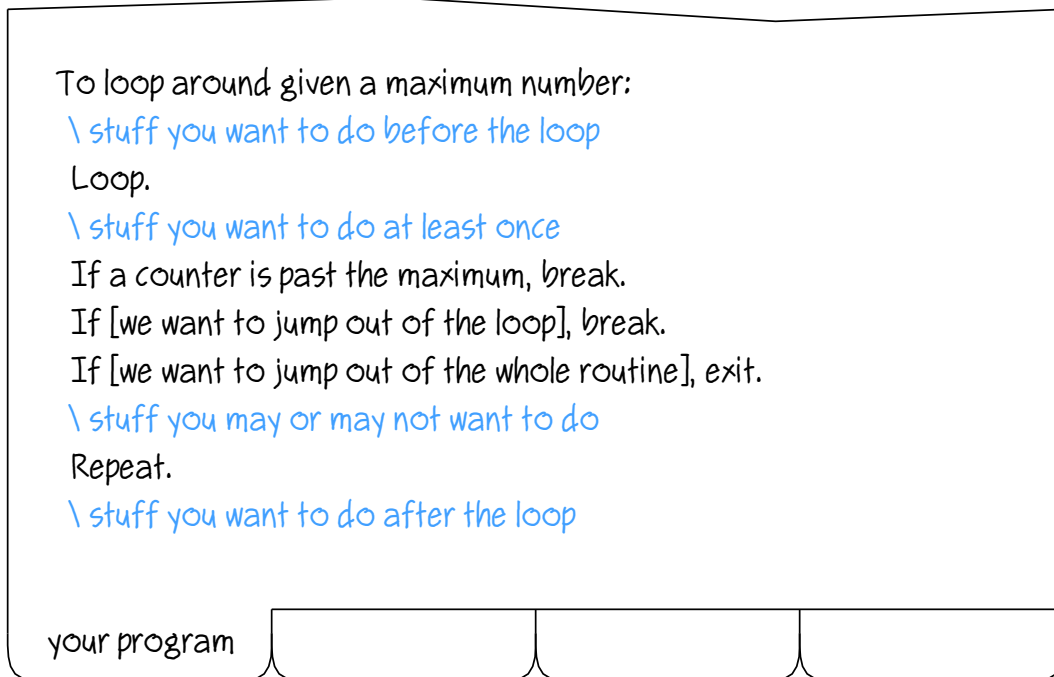 To loop around given a maximum number:
\ stuff you want to do before the loop
Loop.
\ stuff you want to do at least once
If a counter is past the maximum, break.
If [we want to jump out of the loop], break.
If [we want to jump out of the whole routine], exit.
\ stuff you may or may not want to do
Repeat.
\ stuff you want to do after the loop
your program